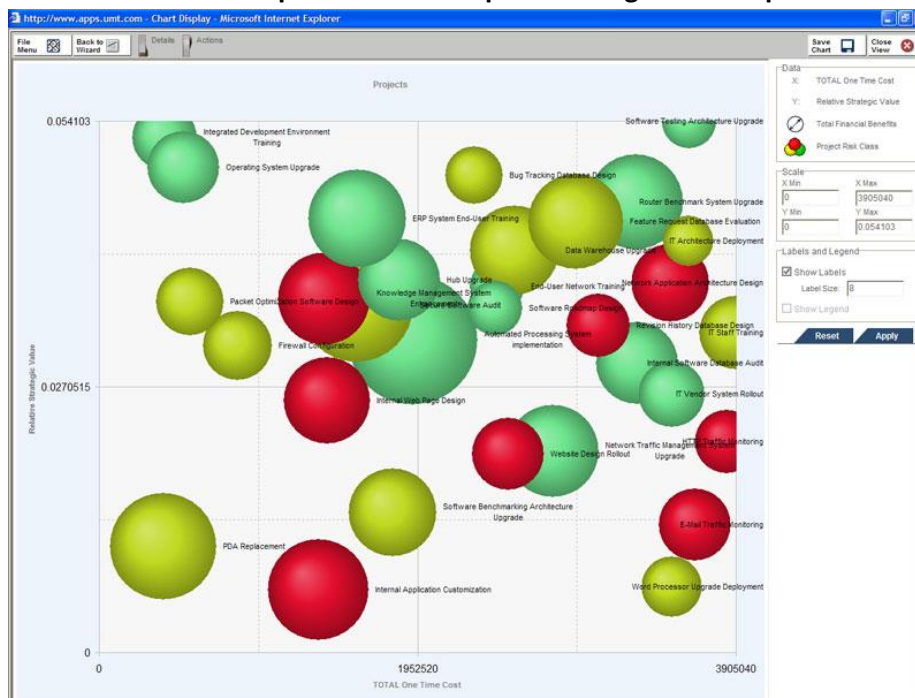 http://www.apps.umt.com - Chart Display - Microsoft Internet Explorer
File Menu
Back to Wizard
Details
Actions
Save Chart
Close View
Projects
Relative Strategic Value
TOTAL One Time Cost
0.054103
0.0270515
0
0
1952520
3905040
Integrated Development Environment
Training
Operating System Upgrade
Software Testing Architecture Upgrade
Bug Tracking Database Design
ERP System End-User Training
Router Benchmark System Upgrade
Feature Request Database Evaluation
IT Architecture Deployment
Data Warehouse Upgrade
Hub Upgrade
Knowledge Management System
End-User Network Training
Network Application Architecture Design
Packet Optimization Software Design
Secure Software Audit
Software Roadmap Design
Automated Processing System
implementation
Revision History Database Design
IT Staff Training
Firewall Configuration
Internal Software Database Audit
Internal Web Page Design
IT Vendor System Rollout
Website Design Rollout
Network Traffic Management System
Upgrade
HTTP Traffic Monitoring
Software Benchmarking Architecture
Upgrade
E-Mail Traffic Monitoring
PDA Replacement
Internal Application Customization
Word Processor Upgrade Deployment
Data
X: TOTAL One Time Cost
Y: Relative Strategic Value
Total Financial Benefits
Project Risk Class
Scale
X Min
X Max
0
3905040
Y Min
Y Max
0
0.054103
Labels and Legend
Show Labels
Label Size: 8
Show Legend
Reset
Apply